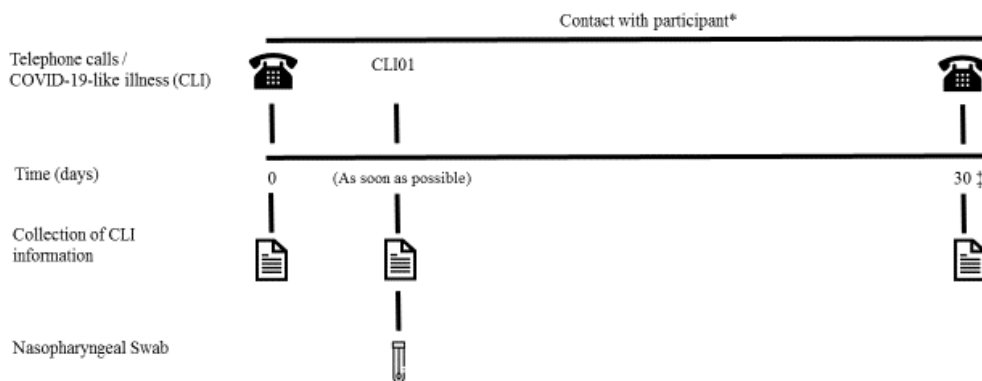 Contact with participant*
Telephone calls /
COVID-19-like illness (CLI)
CLI01
Time (days)
0
(As soon as possible)
30 ‡
Collection of CLI
information
Nasopharyngeal Swab